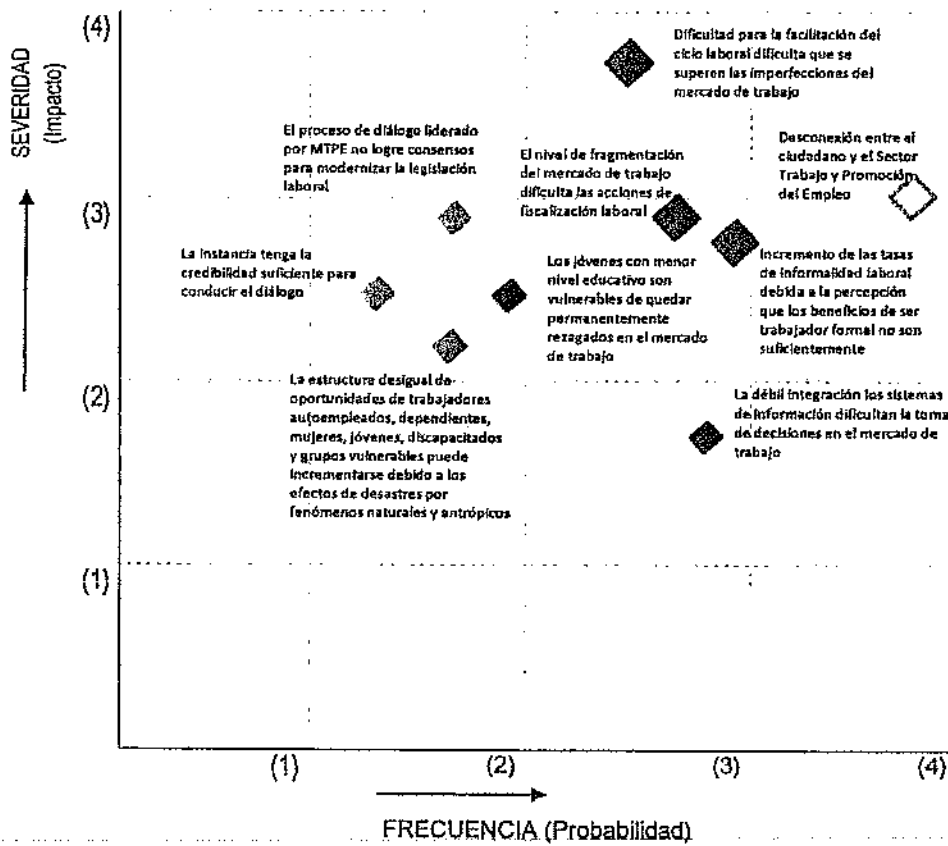 (4)
SEVERIDAD
(Impacto)
Dificultad para la facilitación del
ciclo laboral dificulta que se
superen las imperfecciones del
mercado de trabajo
El proceso de diálogo liderado
por MTPE no logre consensos
para modernizar la legislación
laboral
El nivel de fragmentación
del mercado de trabajo
dificulta las acciones de
fiscalización laboral
Desconexión entre el
ciudadano y el Sector
Trabajo y Promoción
del Empleo
(3)
La instancia tenga la
credibilidad suficiente para
conducir el diálogo
Los jóvenes con menor
nivel educativo son
vulnerables de quedar
permanentemente
rezagados en el mercado
de trabajo
Incremento de las tasas
de informalidad laboral
debida a la percepción
que los beneficios de ser
trabajador formal no son
suficientemente
(2)
La estructure desigual de
oportunidades de trabajadores
autoempleados, dependientes,
mujeres, jóvenes, discapacitados
y grupos vulnerables puede
incrementarse debido a los
efectos de desastres por
fenómenos naturales y antrópicos
La débil integración los sistemas
de información dificultan la toma
de decisiones en el mercado de
trabajo
(1)
(1)
(2)
(3)
(4)
FRECUENCIA (Probabilidad)